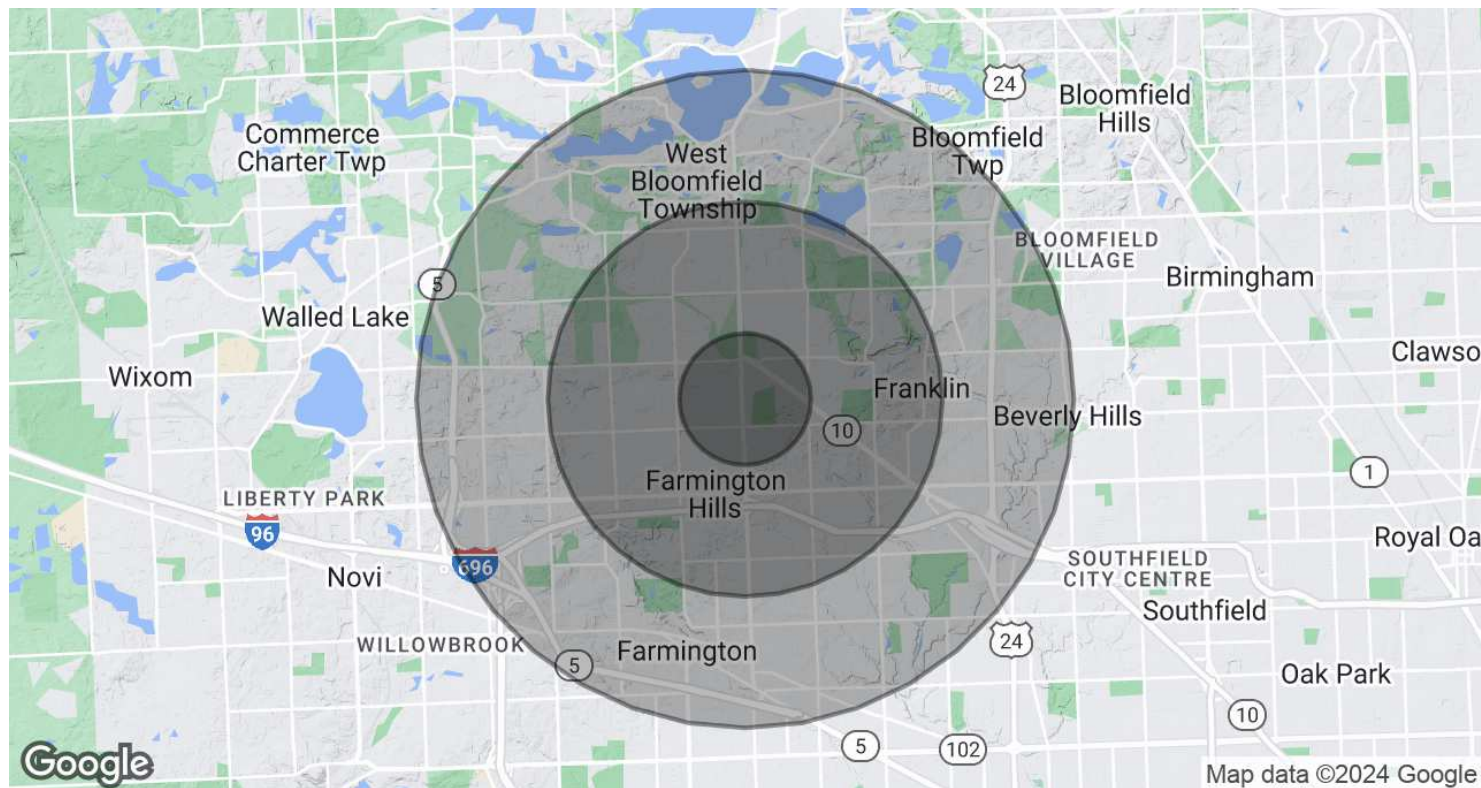 24
Bloomfield
Hills
Commerce
Charter Twp
Bloomfield
Twp
West
Bloomfield
Township
BLOOMFIELD
VILLAGE
Birmingham
5
Walled Lake
Clawso
Wixom
Franklin
Beverly Hills
10
1
Farmington
Hills
LIBERTY PARK
96
Royal Oa
696
Novi
SOUTHFIELD
CITY CENTRE
Southfield
WILLOWBROOK
24
Farmington
5
Oak Park
10
5
102
Google
Map data ©2024 Google